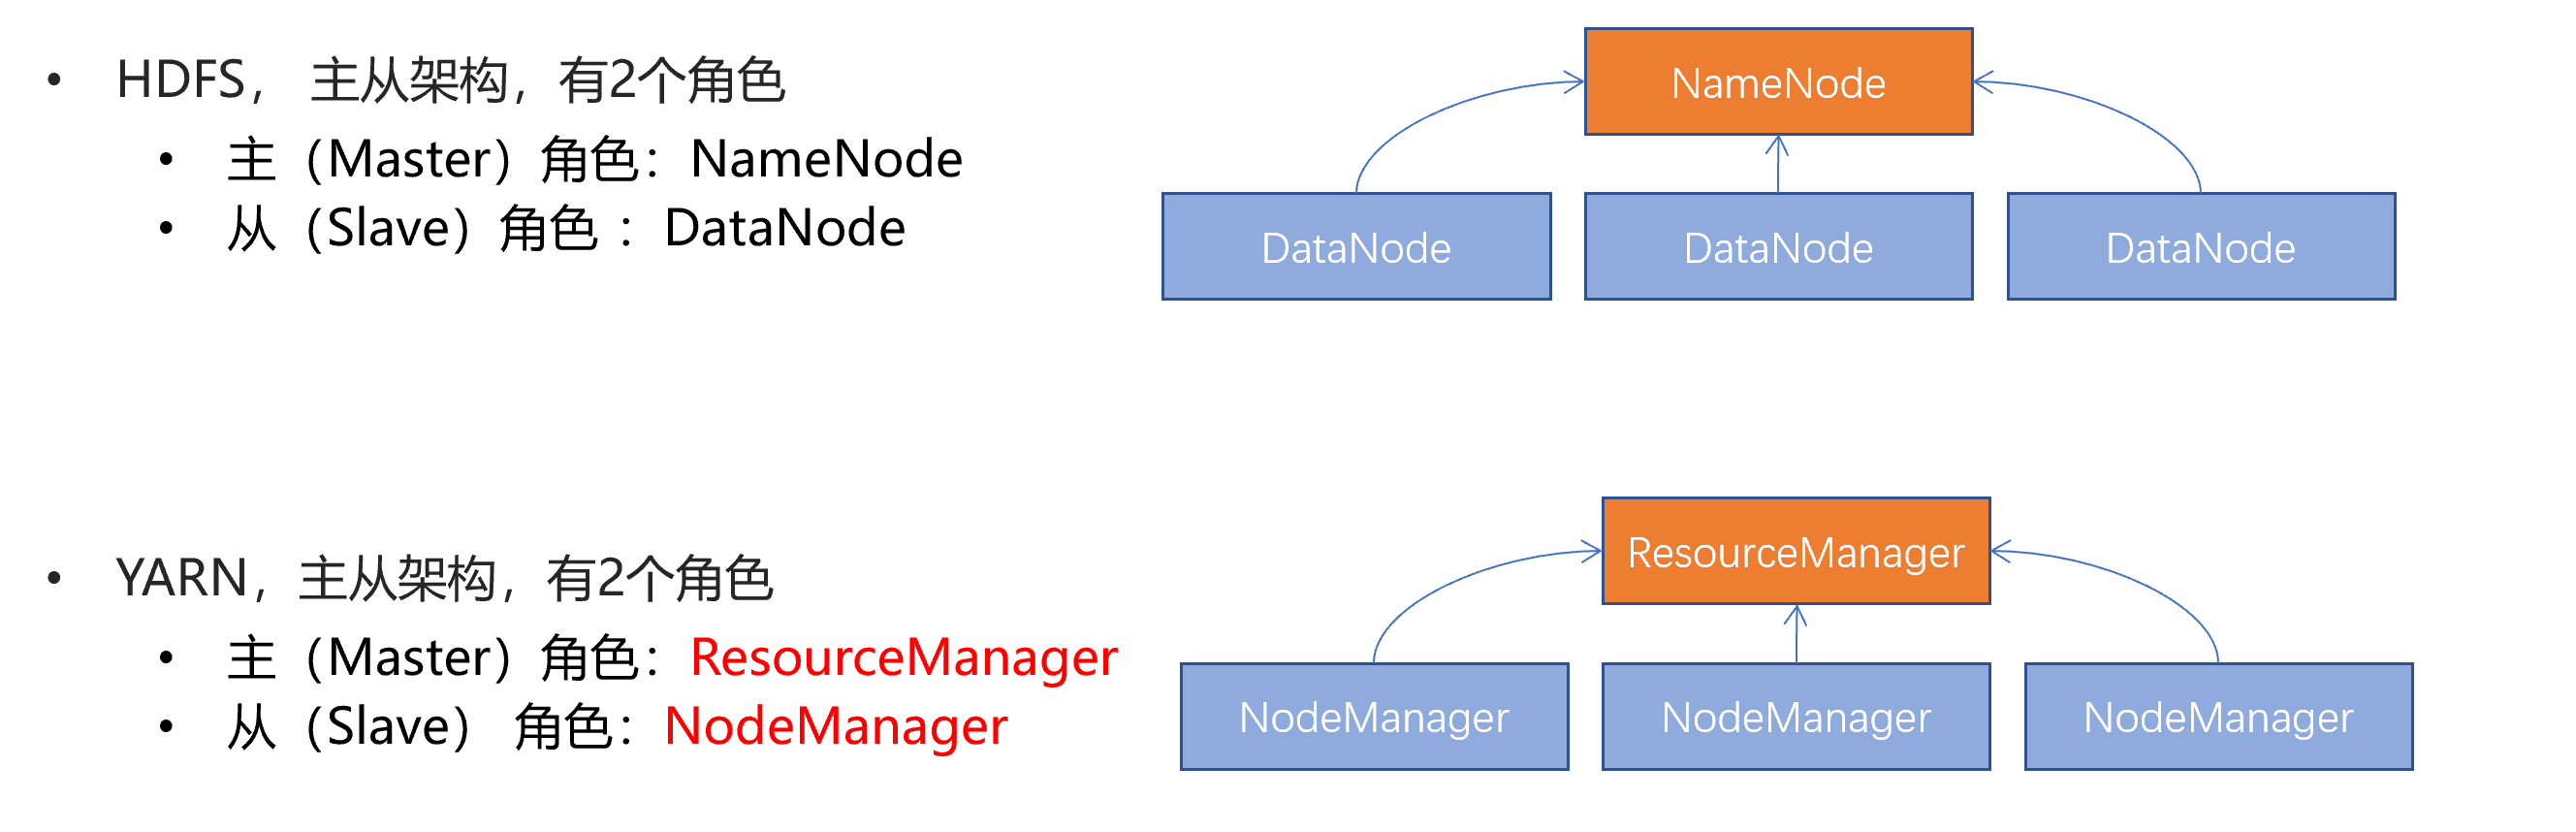 • HDFS， 主从架构，有2个角色
• 主（Master）角色：NameNode
• 从（Slave）角色 ：DataNode
NameNode
DataNode
DataNode
DataNode
• YARN，主从架构，有2个角色
• 主（Master）角色：ResourceManager
• 从（Slave） 角色：NodeManager
ResourceManager
NodeManager
NodeManager
NodeManager